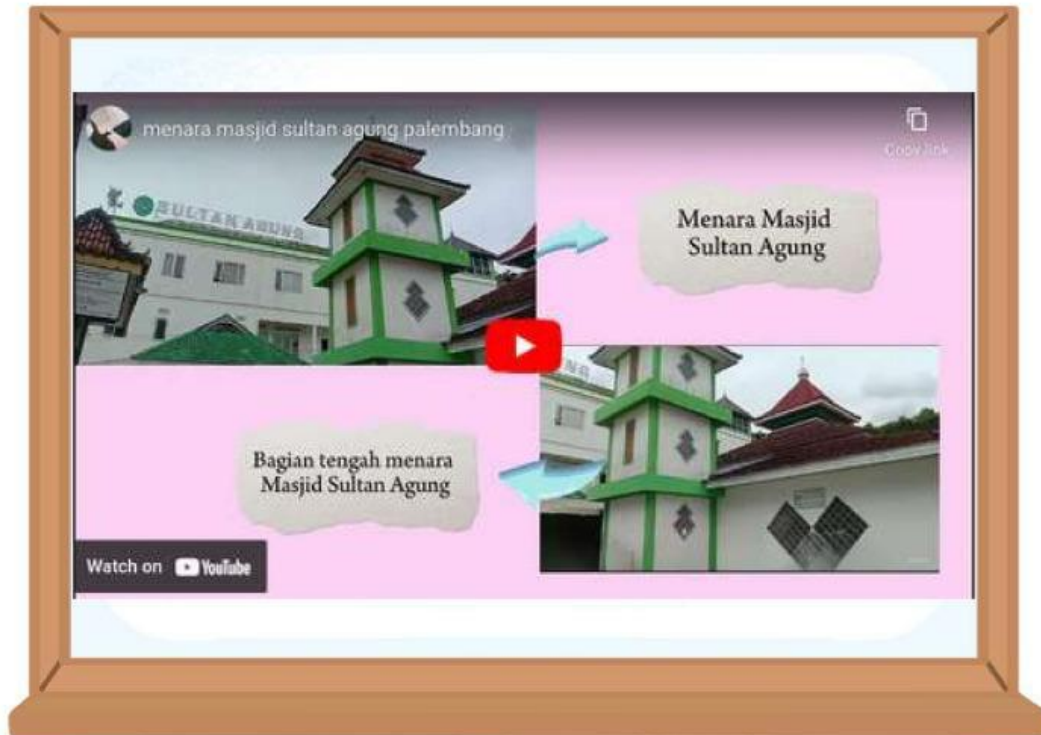 menara masjid sultan agung palembang
Copy link
SULTAN AGUNG
Menara Masjid
Sultan Agung
Bagian tengah menara
Masjid Sultan Agung
Watch on YouTube